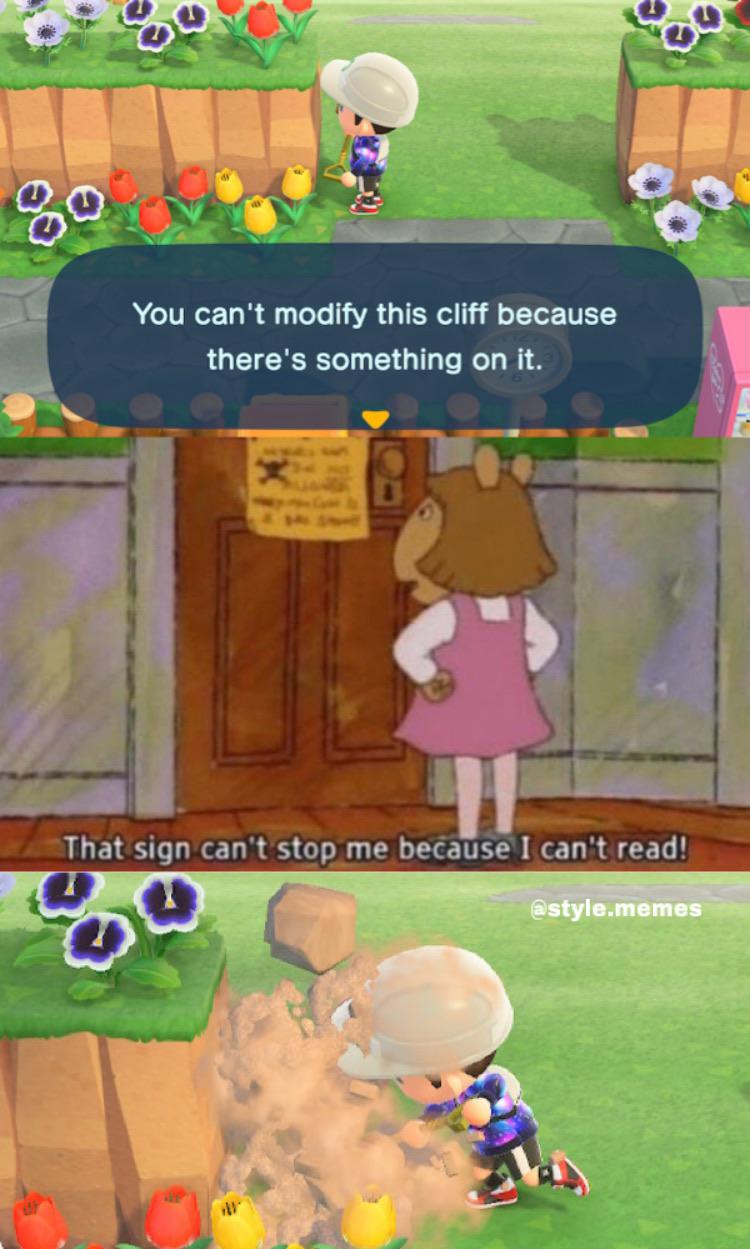 You can't modify this cliff because
there's something on it.
That sign can't stop me because I can't read!
@style.memes